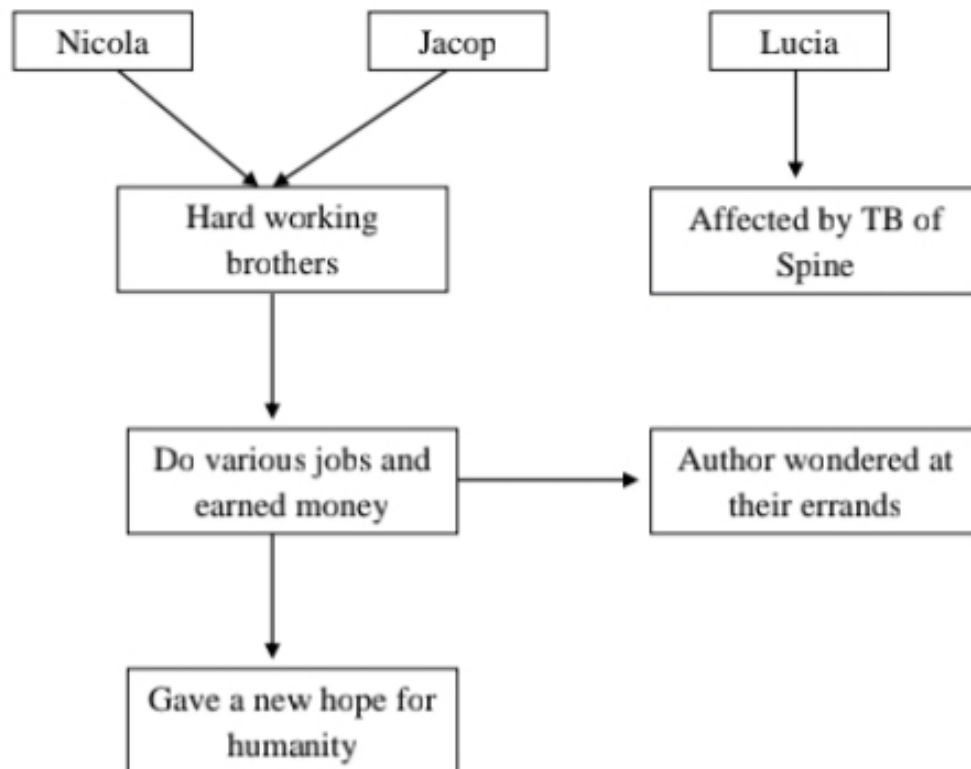 Nicola
Jacop
Lucia
Hard working
brothers
Affected by TB of
Spine
Do various jobs and
earned money
Author wondered at
their errands
Gave a new hope for
humanity